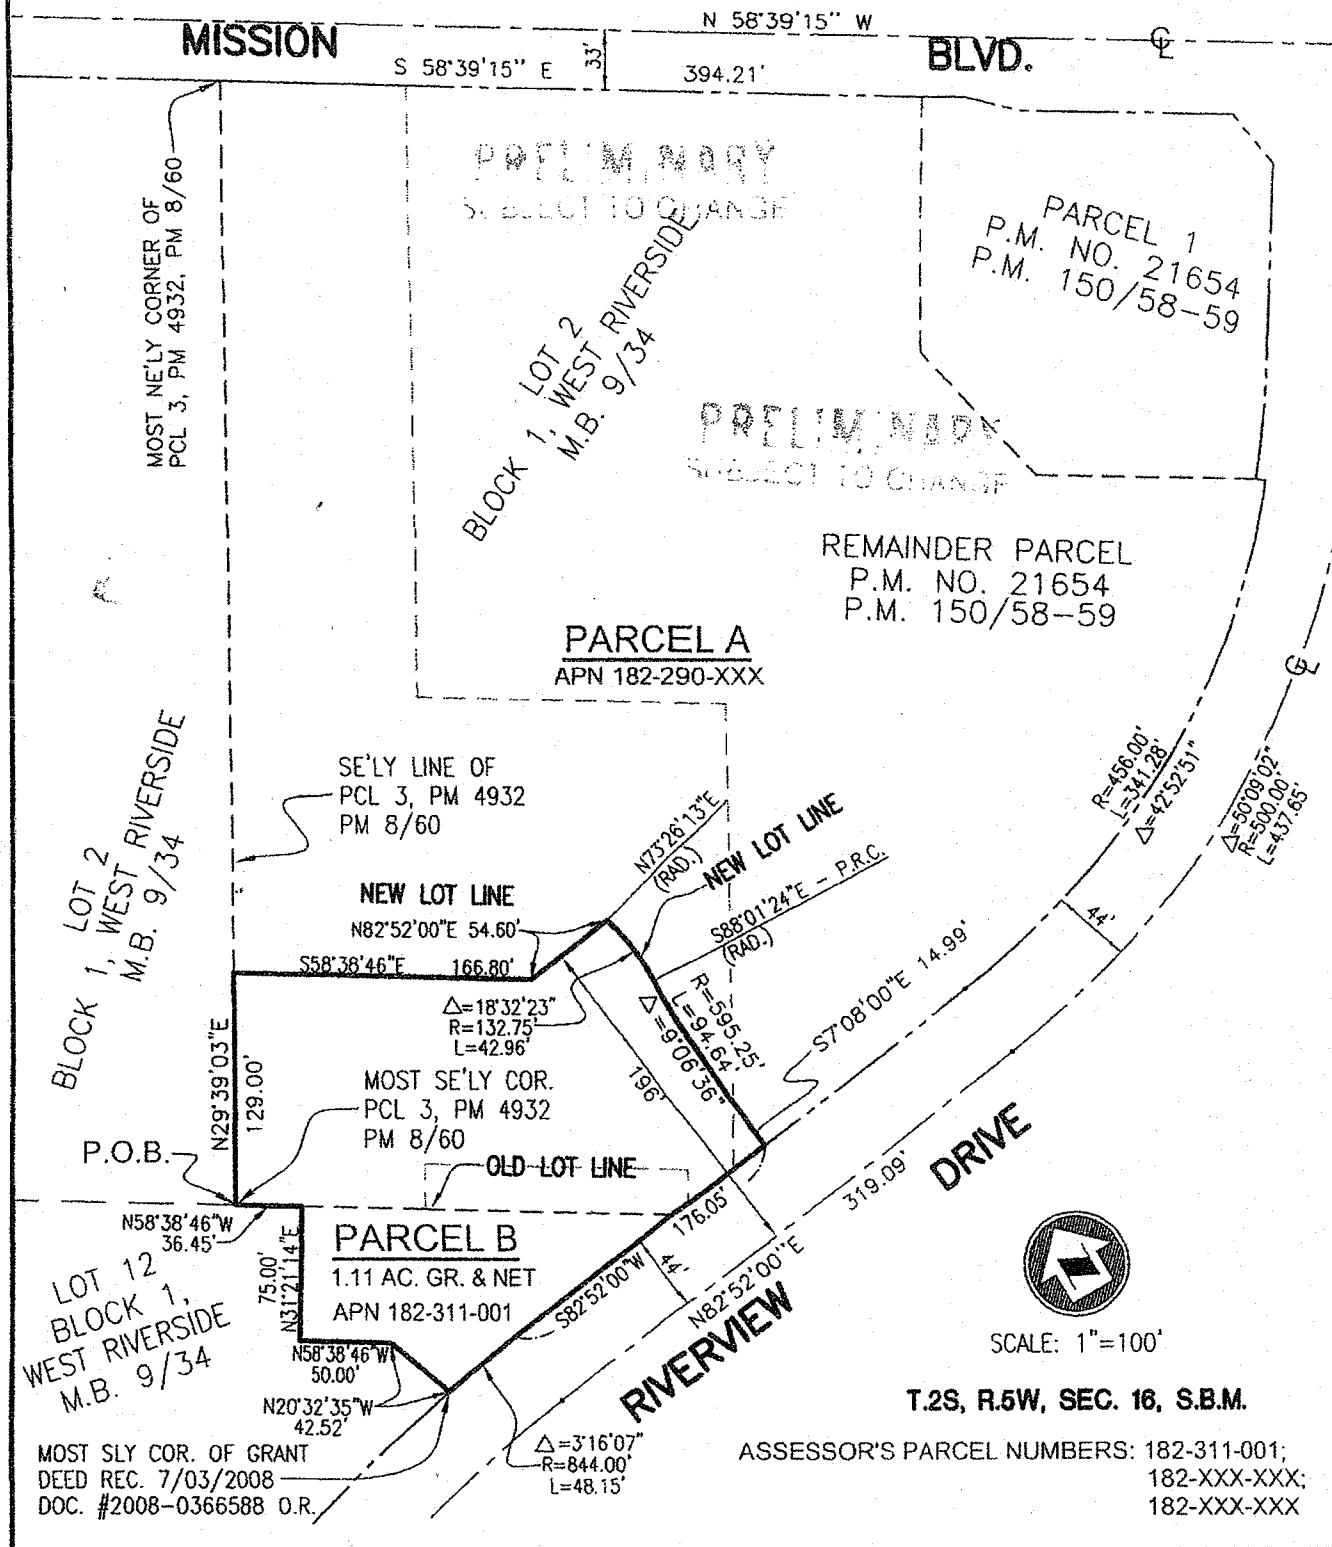 N 58°39'15" W
MISSION
BLVD.
CL
S 58°39'15" E
33'
394.21'
MOST NE'LY CORNER OF
PCL 3, PM 4932, PM 8/60
PRELIMINARY
SUBJECT TO CHANGE
PARCEL 1
P.M. NO. 21654
P.M. 150/58-59
LOT 2
BLOCK 1, WEST RIVERSIDE
M.B. 9/34
PRELIMINARY
SUBJECT TO CHANGE
REMAINDER PARCEL
P.M. NO. 21654
P.M. 150/58-59
PARCEL A
APN 182-290-XXX
CL
R=456.00'
L=341.28'
Δ=42°52'51"
Δ=50°09'02"
R=500.00'
L=437.65'
LOT 2
BLOCK 1, WEST RIVERSIDE
M.B. 9/34
SE'LY LINE OF
PCL 3, PM 4932
PM 8/60
N73°26'13"E
(RAD.)
NEW LOT LINE
NEW LOT LINE
N82°52'00"E 54.60'
S88°01'24"E - P.R.C.
(RAD.)
44'
S58°38'46"E 166.80'
Δ=18°32'23"
R=132.75'
L=42.96'
R=595.25'
L=94.64'
Δ=9°06'36"
S7°08'00"E 14.99'
196'
N29°39'03"E
129.00'
MOST SE'LY COR.
PCL 3, PM 4932
PM 8/60
P.O.B.
OLD LOT LINE
DRIVE
319.09'
176.05'
N58°38'46"W
36.45'
75.00'
N31°21'14"E
PARCEL B
1.11 AC. GR. & NET
APN 182-311-001
S82°52'00"W
44'
N82°52'00"E
RIVERVIEW
LOT 12
BLOCK 1,
WEST RIVERSIDE
M.B. 9/34
N58°38'46"W
50.00'
N20°32'35"W
42.52'
SCALE: 1"=100'
T.2S, R.5W, SEC. 16, S.B.M.
MOST SLY COR. OF GRANT
DEED REC. 7/03/2008
DOC. #2008-0366588 O.R.
Δ=3°16'07"
R=844.00'
L=48.15'
ASSESSOR'S PARCEL NUMBERS: 182-311-001;
182-XXX-XXX;
182-XXX-XXX